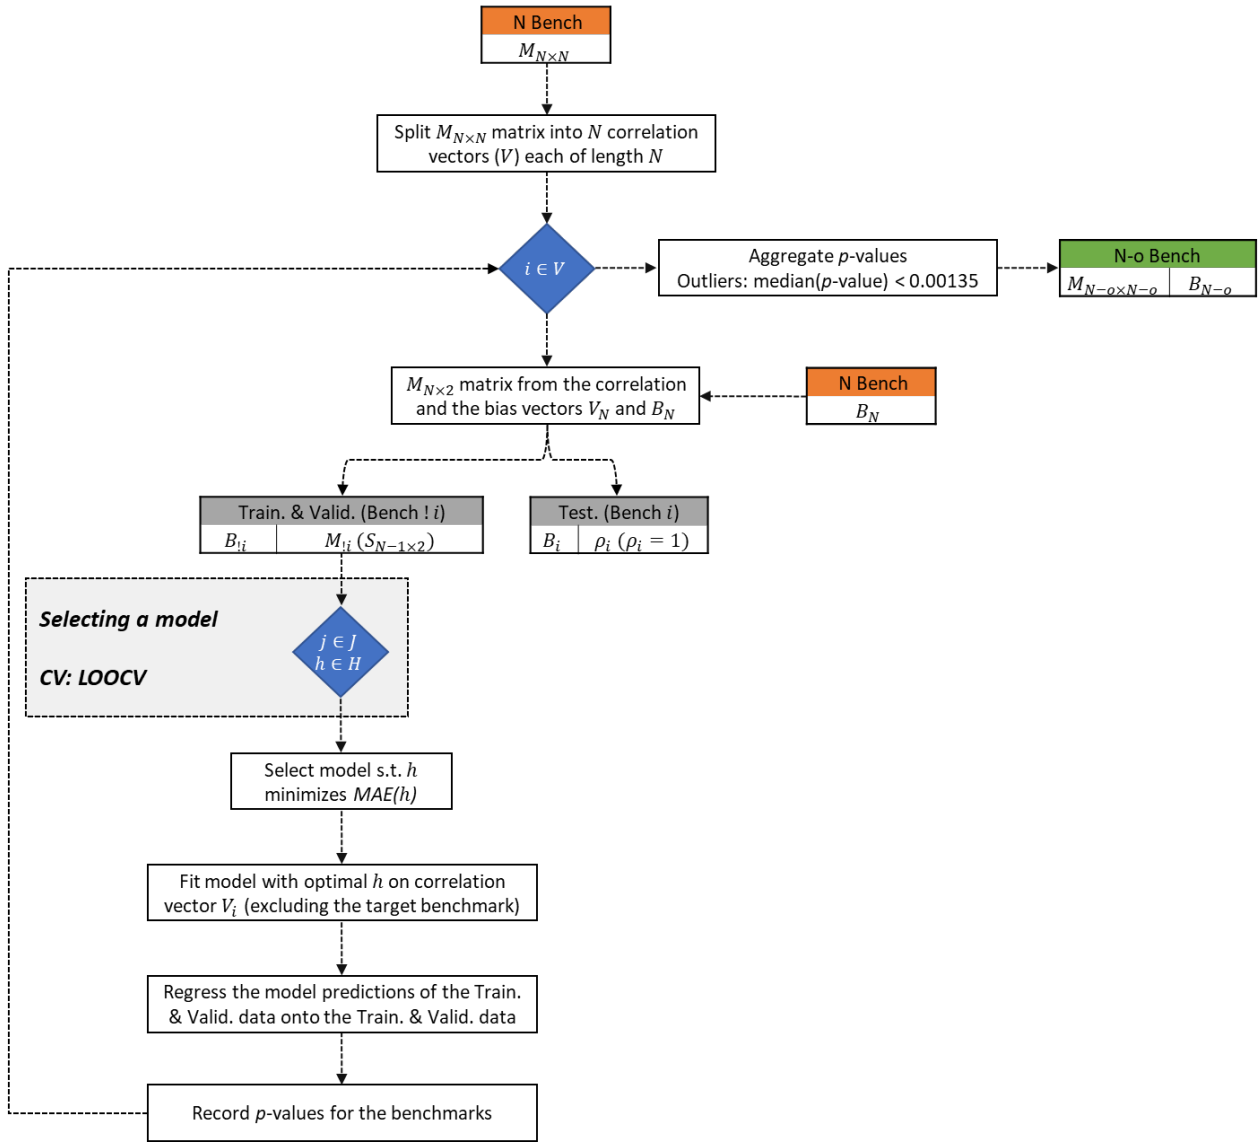 N Bench
M_{N×N}
Split M_{N×N} matrix into N correlation
vectors (V) each of length N
i ∈ V
Aggregate p-values
Outliers: median(p-value) < 0.00135
N-o Bench
M_{N−o×N−o} B_{N−o}
M_{N×2} matrix from the correlation
and the bias vectors V_N and B_N
N Bench
B_N
Train. & Valid. (Bench ! i)
B_{!i} M_{!i} (S_{N−1×2})
Test. (Bench i)
B_i ρ_i (ρ_i = 1)
Selecting a model
CV: LOOCV
j ∈ J
h ∈ H
Select model s.t. h
minimizes MAE(h)
Fit model with optimal h on correlation
vector V_i (excluding the target benchmark)
Regress the model predictions of the Train.
& Valid. data onto the Train. & Valid. data
Record p-values for the benchmarks